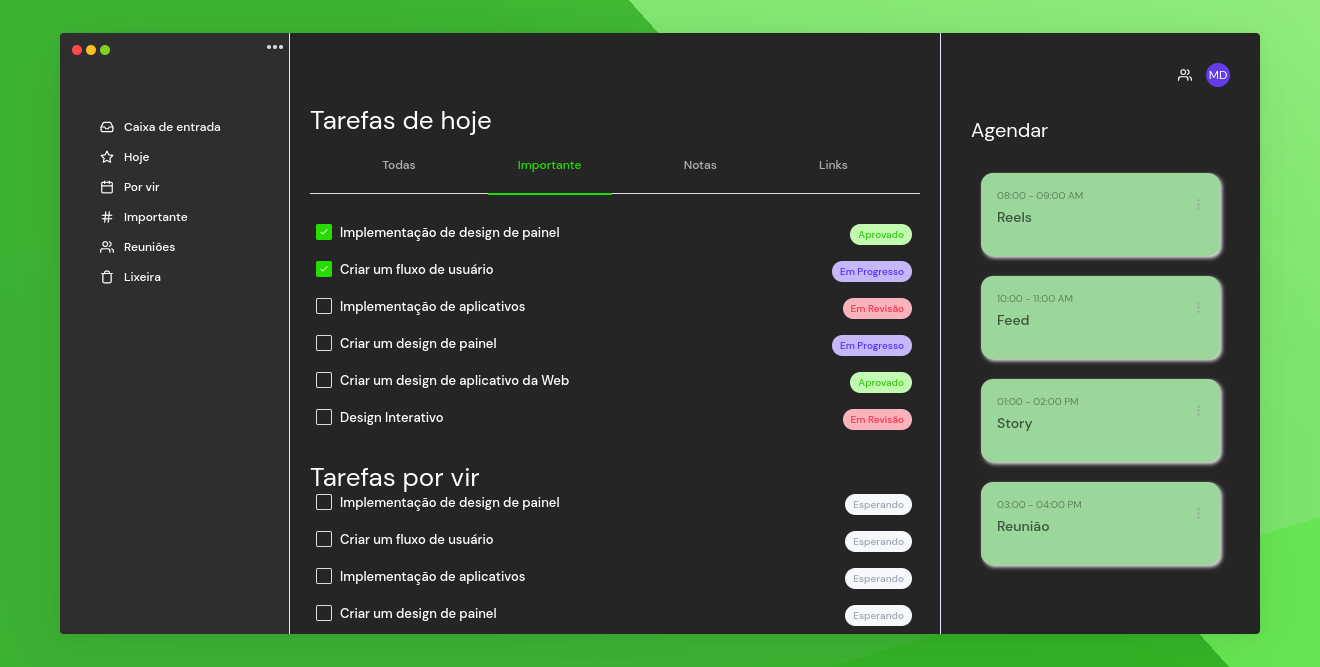 MD
Caixa de entrada
Hoje
Por vir
Importante
Reuniões
Lixeira
Tarefas de hoje
Todas Importante Notas Links
Implementação de design de painel Aprovado
Criar um fluxo de usuário Em Progresso
Implementação de aplicativos Em Revisão
Criar um design de painel Em Progresso
Criar um design de aplicativo da Web Aprovado
Design Interativo Em Revisão
Tarefas por vir
Implementação de design de painel Esperando
Criar um fluxo de usuário Esperando
Implementação de aplicativos Esperando
Criar um design de painel Esperando
Agendar
08:00 - 09:00 AM
Reels
10:00 - 11:00 AM
Feed
01:00 - 02:00 PM
Story
03:00 - 04:00 PM
Reunião